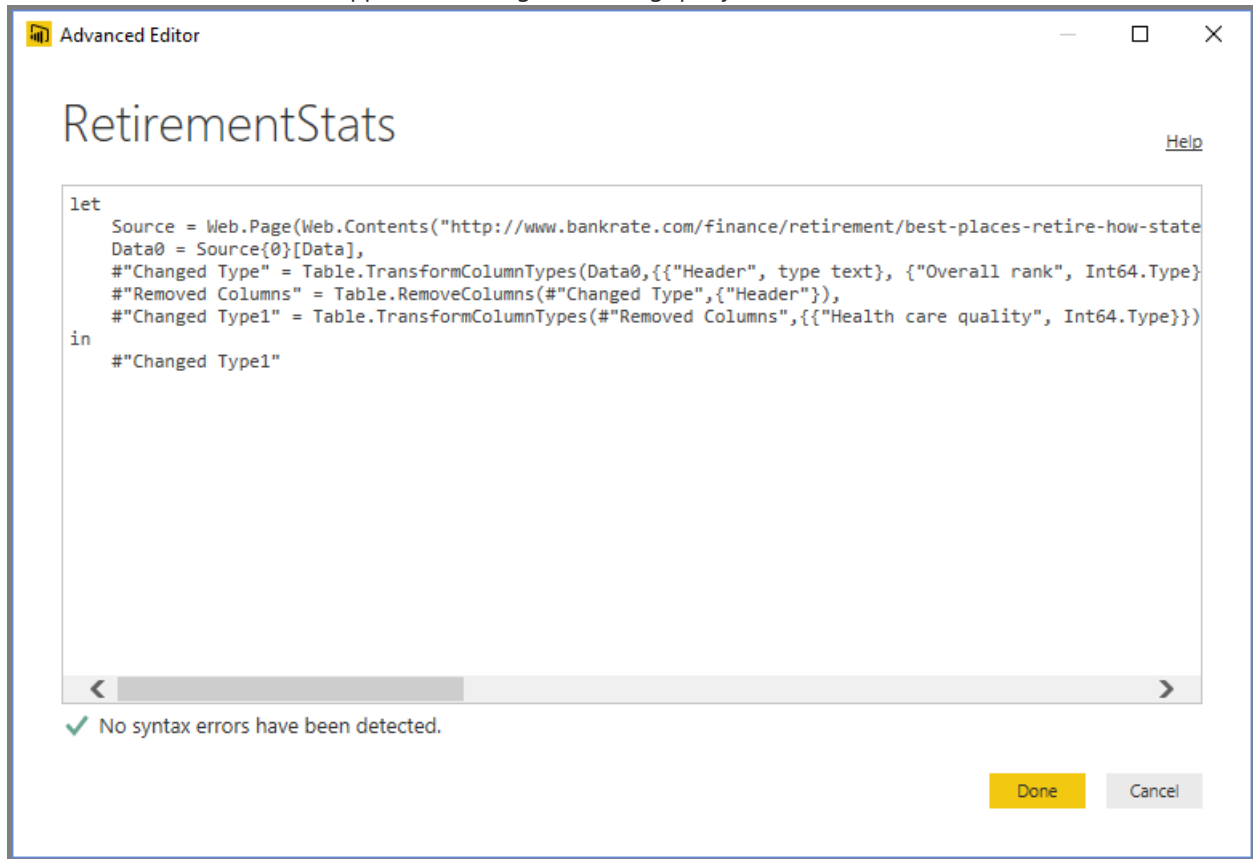 Advanced Editor
RetirementStats
Help
let
    Source = Web.Page(Web.Contents("http://www.bankrate.com/finance/retirement/best-places-retire-how-state
    Data0 = Source{0}[Data],
    #"Changed Type" = Table.TransformColumnTypes(Data0,{{"Header", type text}, {"Overall rank", Int64.Type}
    #"Removed Columns" = Table.RemoveColumns(#"Changed Type",{"Header"}),
    #"Changed Type1" = Table.TransformColumnTypes(#"Removed Columns",{{"Health care quality", Int64.Type}})
in
    #"Changed Type1"
No syntax errors have been detected.
Done Cancel